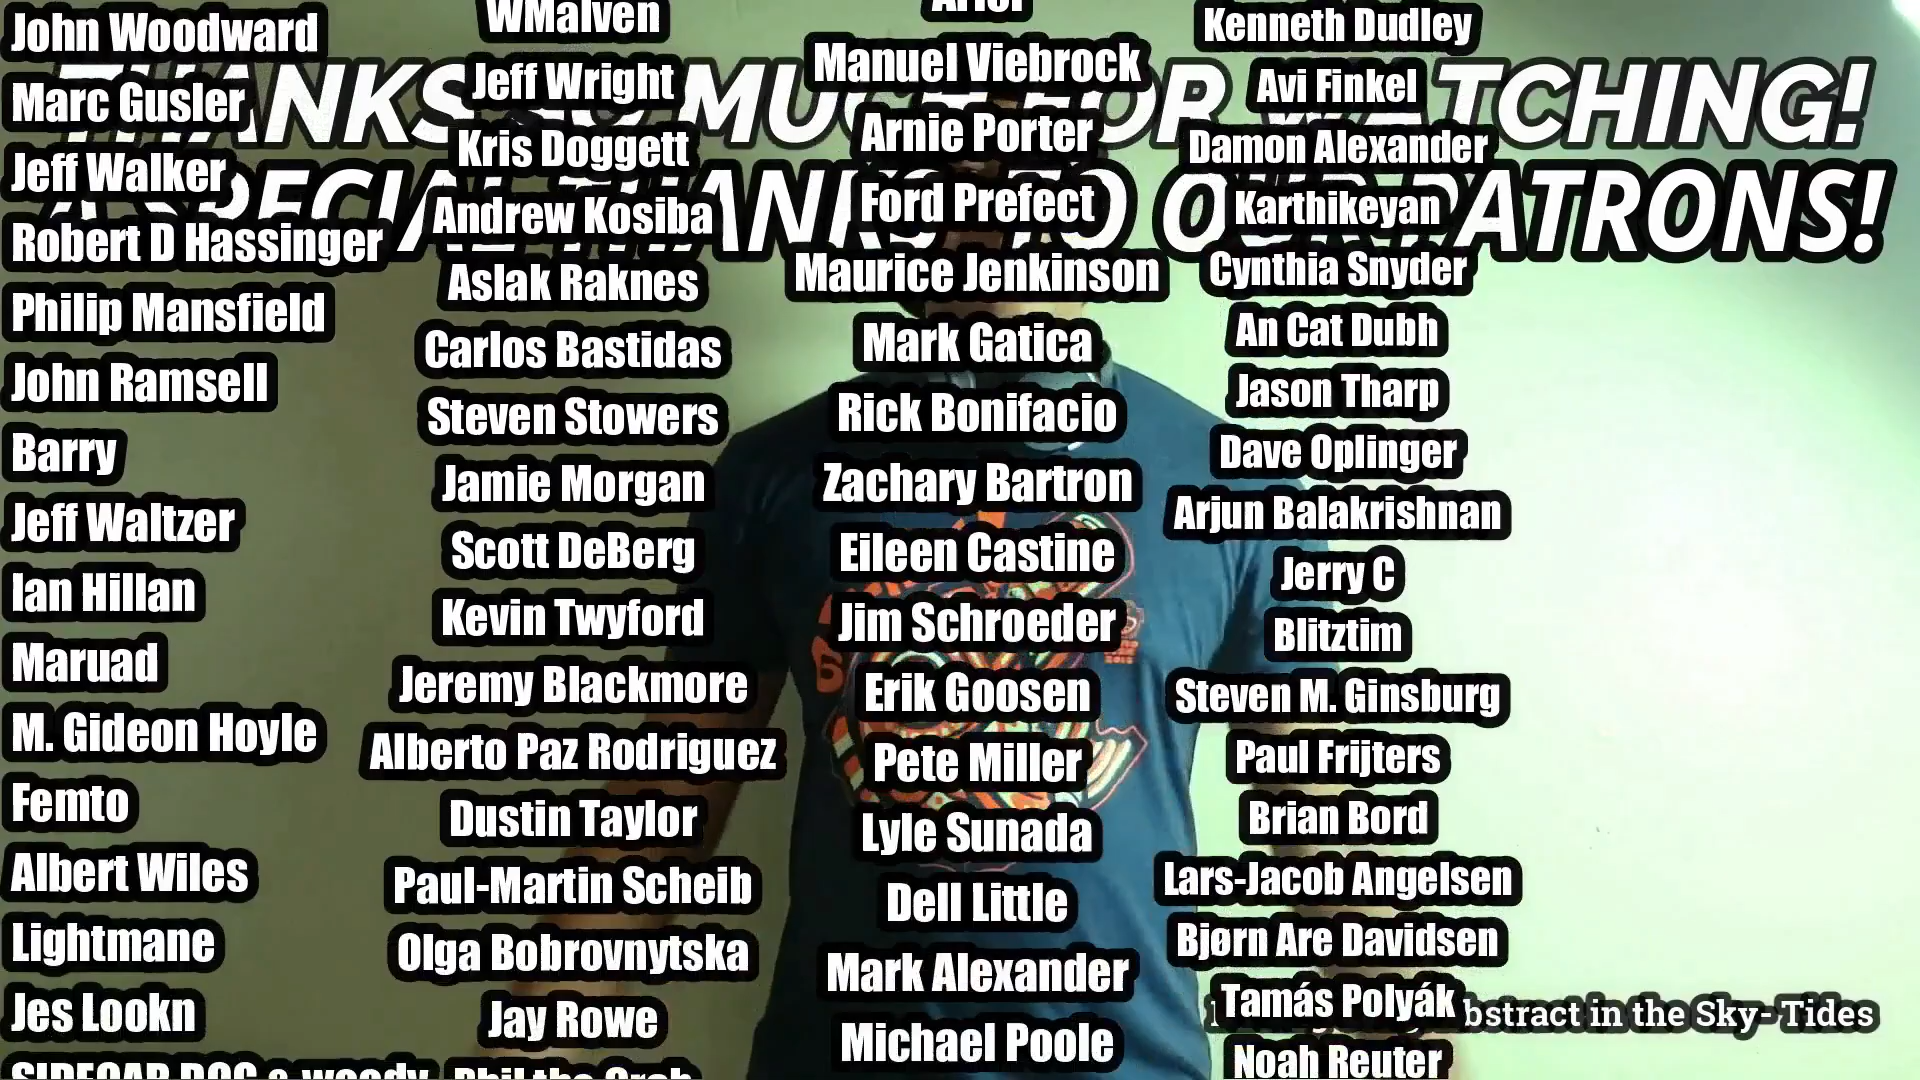 THANKS SO MUCH FOR WATCHING!
A SPECIAL THANKS TO OUR PATRONS!
John Woodward
Marc Gusler
Jeff Walker
Robert D Hassinger
Philip Mansfield
John Ramsell
Barry
Jeff Waltzer
Ian Hillan
Maruad
M. Gideon Hoyle
Femto
Albert Wiles
Lightmane
Jes Lookn
SIDECAR DOG & woody
WMalven
Jeff Wright
Kris Doggett
Andrew Kosiba
Aslak Raknes
Carlos Bastidas
Steven Stowers
Jamie Morgan
Scott DeBerg
Kevin Twyford
Jeremy Blackmore
Alberto Paz Rodriguez
Dustin Taylor
Paul-Martin Scheib
Olga Bobrovnytska
Jay Rowe
Phil the Grab
Manuel Viebrock
Arnie Porter
Ford Prefect
Maurice Jenkinson
Mark Gatica
Rick Bonifacio
Zachary Bartron
Eileen Castine
Jim Schroeder
Erik Goosen
Pete Miller
Lyle Sunada
Dell Little
Mark Alexander
Michael Poole
Kenneth Dudley
Avi Finkel
Damon Alexander
Karthikeyan
Cynthia Snyder
An Cat Dubh
Jason Tharp
Dave Oplinger
Arjun Balakrishnan
Jerry C
Blitztim
Steven M. Ginsburg
Paul Frijters
Brian Bord
Lars-Jacob Angelsen
Bjørn Are Davidsen
Tamás Polyák
Noah Reuter
bstract in the Sky- Tides